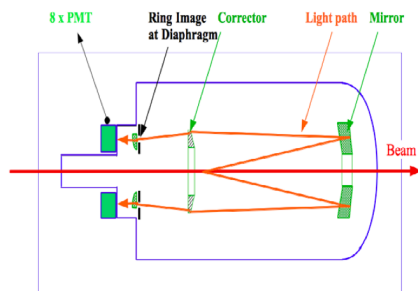 8 x PMT
Ring Image
at Diaphragm
Corrector
Light path
Mirror
Beam